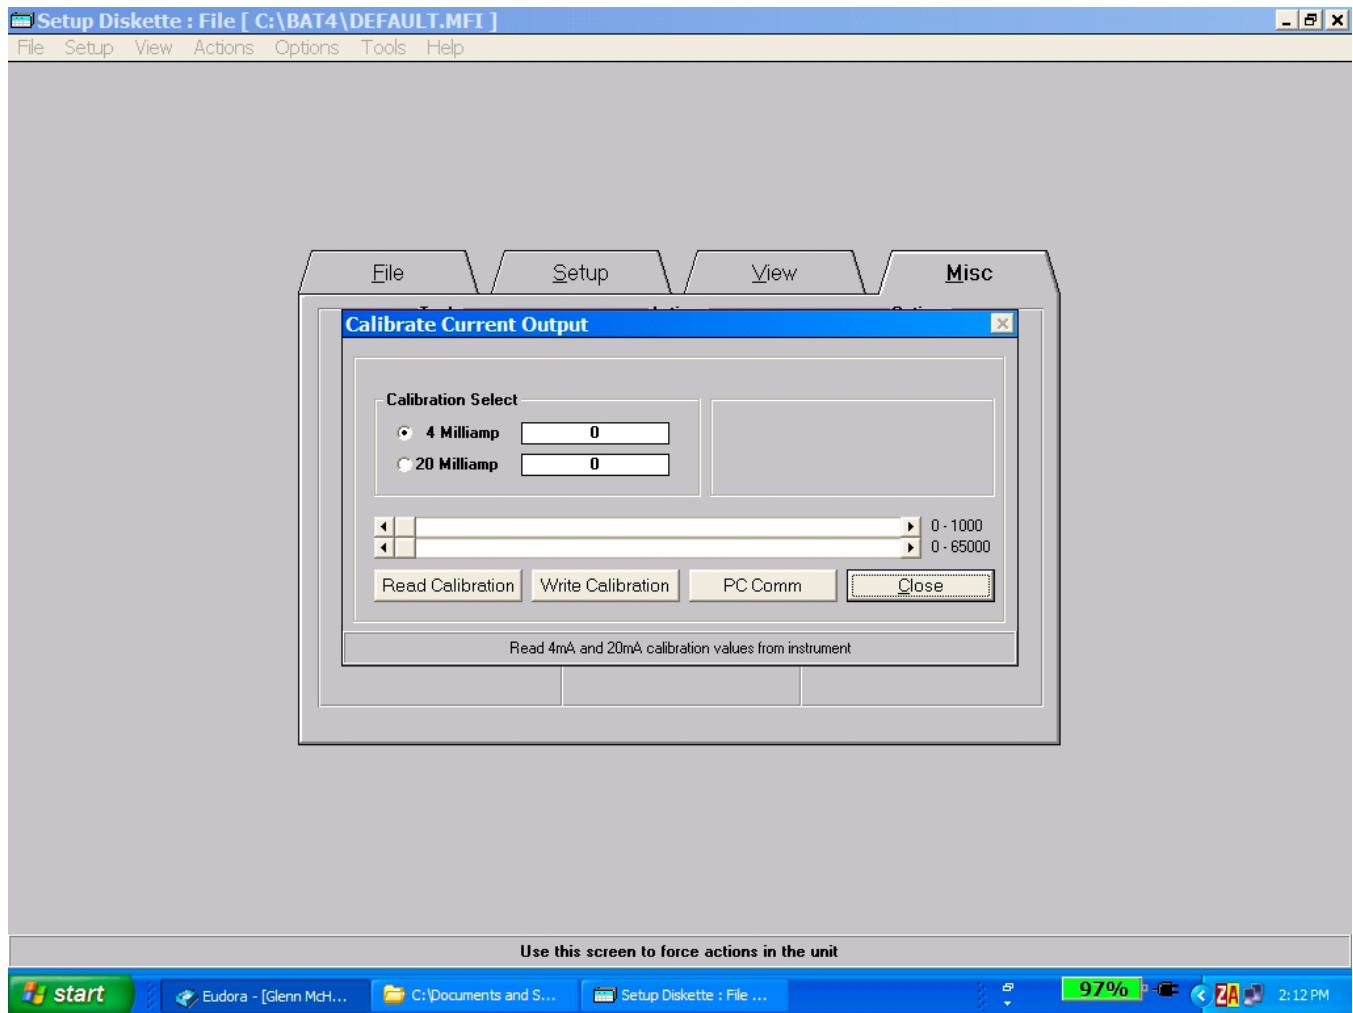 Setup Diskette : File [ C:\BAT4\DEFAULT.MFI ]
File Setup View Actions Options Tools Help
File Setup View Misc
Calibrate Current Output
Calibration Select
4 Milliamp 0
20 Milliamp 0
0 - 1000
0 - 65000
Read Calibration Write Calibration PC Comm Close
Read 4mA and 20mA calibration values from instrument
Use this screen to force actions in the unit
start Eudora - [Glenn McH... C:\Documents and S... Setup Diskette : File ... 97% ZA 2:12 PM